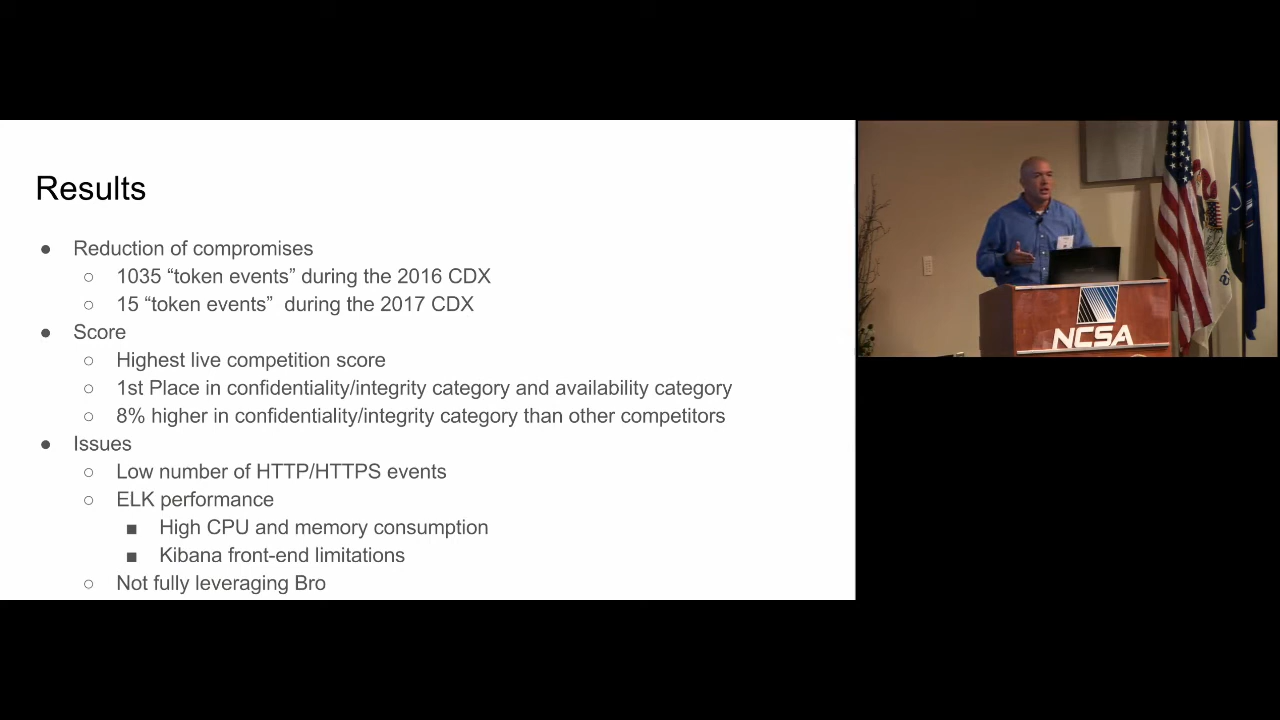 Results
● Reduction of compromises
○ 1035 “token events” during the 2016 CDX
○ 15 “token events”  during the 2017 CDX
● Score
○ Highest live competition score
○ 1st Place in confidentiality/integrity category and availability category
○ 8% higher in confidentiality/integrity category than other competitors
● Issues
○ Low number of HTTP/HTTPS events
○ ELK performance
■ High CPU and memory consumption
■ Kibana front-end limitations
○ Not fully leveraging Bro
NCSA